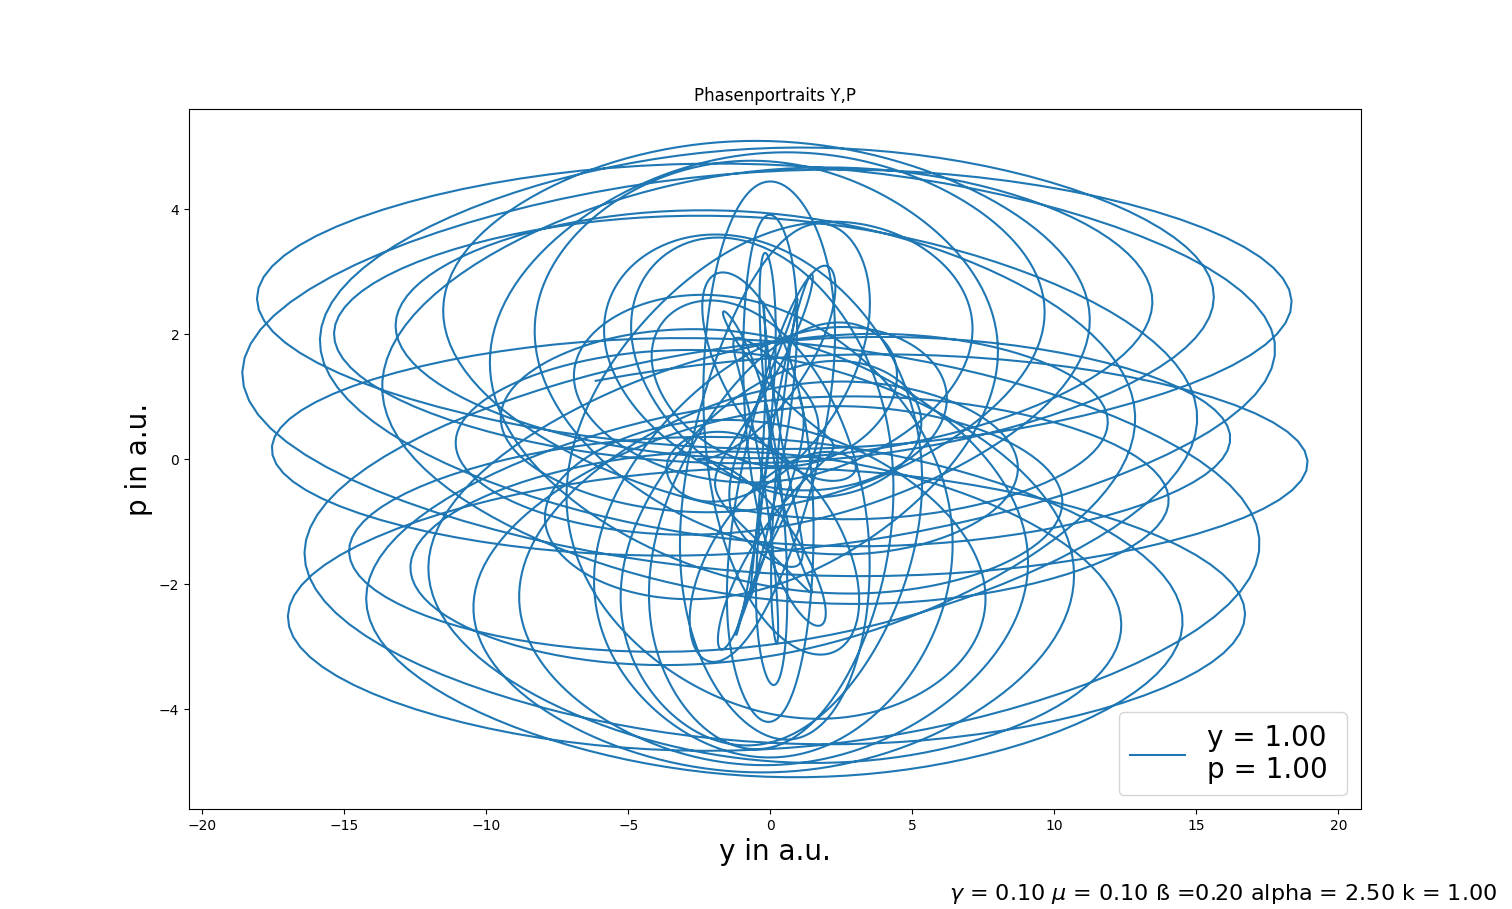 Phasenportraits Y,P
p in a.u.
4
2
0
−2
−4
−20 −15 −10 −5 0 5 10 15 20
y in a.u.
y = 1.00
p = 1.00
γ = 0.10 μ = 0.10 ß =0.20 alpha = 2.50 k = 1.00